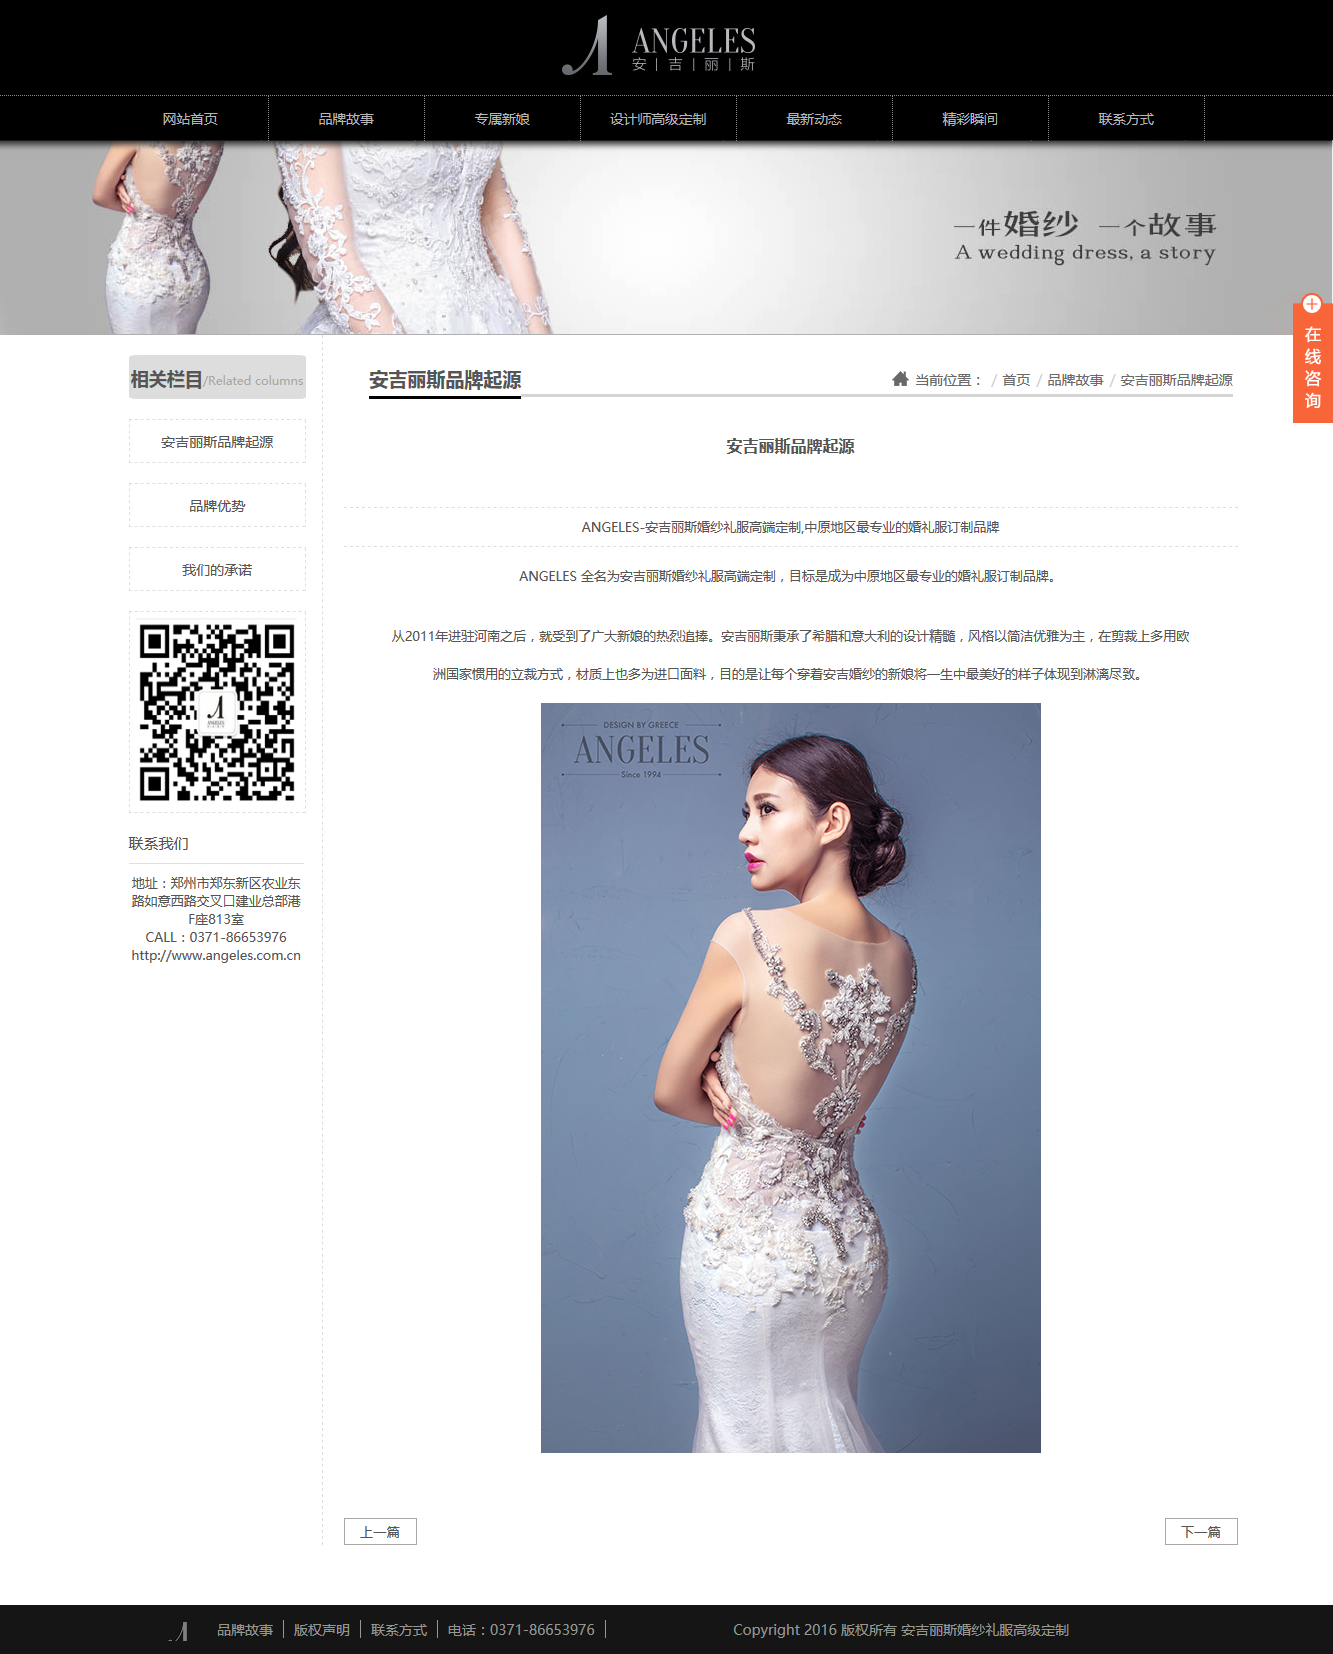 ANGELES
安|吉|丽|斯
网站首页 品牌故事 专属新娘 设计师高级定制 最新动态 精彩瞬间 联系方式
一件婚纱 一个故事
A wedding dress, a story
在线咨询
相关栏目/Related columns
安吉丽斯品牌起源
品牌优势
我们的承诺
ANGELES
联系我们
地址：郑州市郑东新区农业东
路如意西路交叉口建业总部港
F座813室
CALL：0371-86653976
http://www.angeles.com.cn
安吉丽斯品牌起源
当前位置： / 首页 / 品牌故事 / 安吉丽斯品牌起源
安吉丽斯品牌起源
ANGELES-安吉丽斯婚纱礼服高端定制,中原地区最专业的婚礼服订制品牌
ANGELES 全名为安吉丽斯婚纱礼服高端定制，目标是成为中原地区最专业的婚礼服订制品牌。
从2011年进驻河南之后，就受到了广大新娘的热烈追捧。安吉丽斯秉承了希腊和意大利的设计精髓，风格以简洁优雅为主，在剪裁上多用欧
洲国家惯用的立裁方式，材质上也多为进口面料，目的是让每个穿着安吉婚纱的新娘将一生中最美好的样子体现到淋漓尽致。
DESIGN BY GREECE
ANGELES
Since 1994
上一篇
下一篇
品牌故事 | 版权声明 | 联系方式 | 电话：0371-86653976 |
Copyright 2016 版权所有 安吉丽斯婚纱礼服高级定制